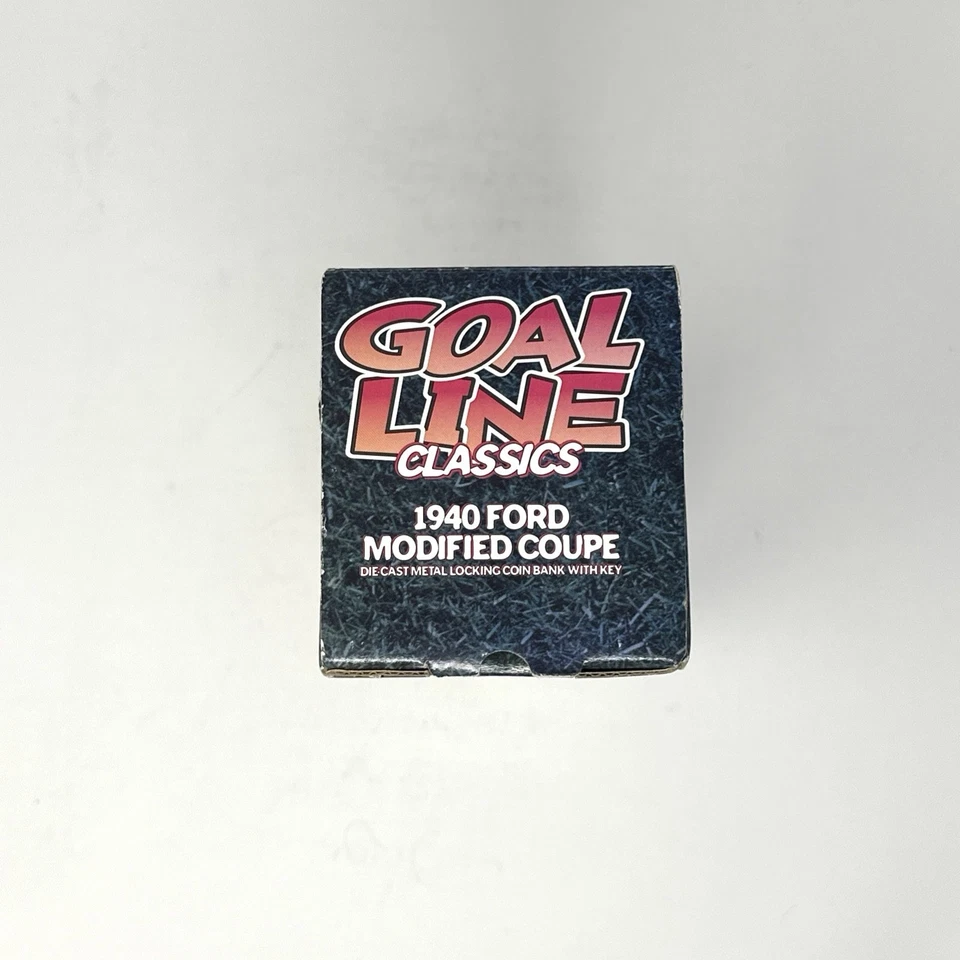 GOAL
LINE
CLASSICS
1940 FORD
MODIFIED COUPE
DIE-CAST METAL LOCKING COIN BANK WITH KEY